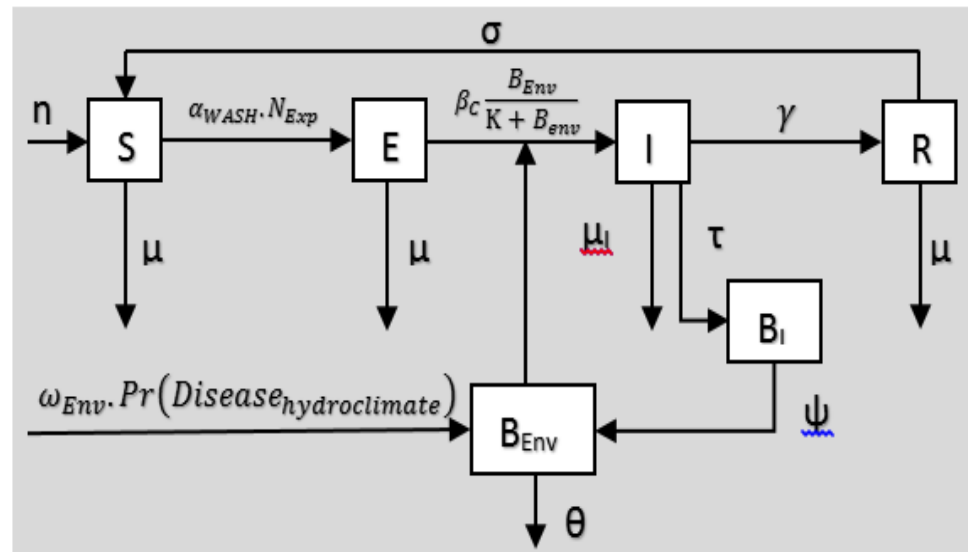 σ
n
S
α_WASH.N_Exp
E
β_C B_Env / K + B_env
I
γ
R
μ
μ
μ_I
τ
μ
B_I
ω_Env.Pr(Disease_hydroclimate)
B_Env
ψ
θ